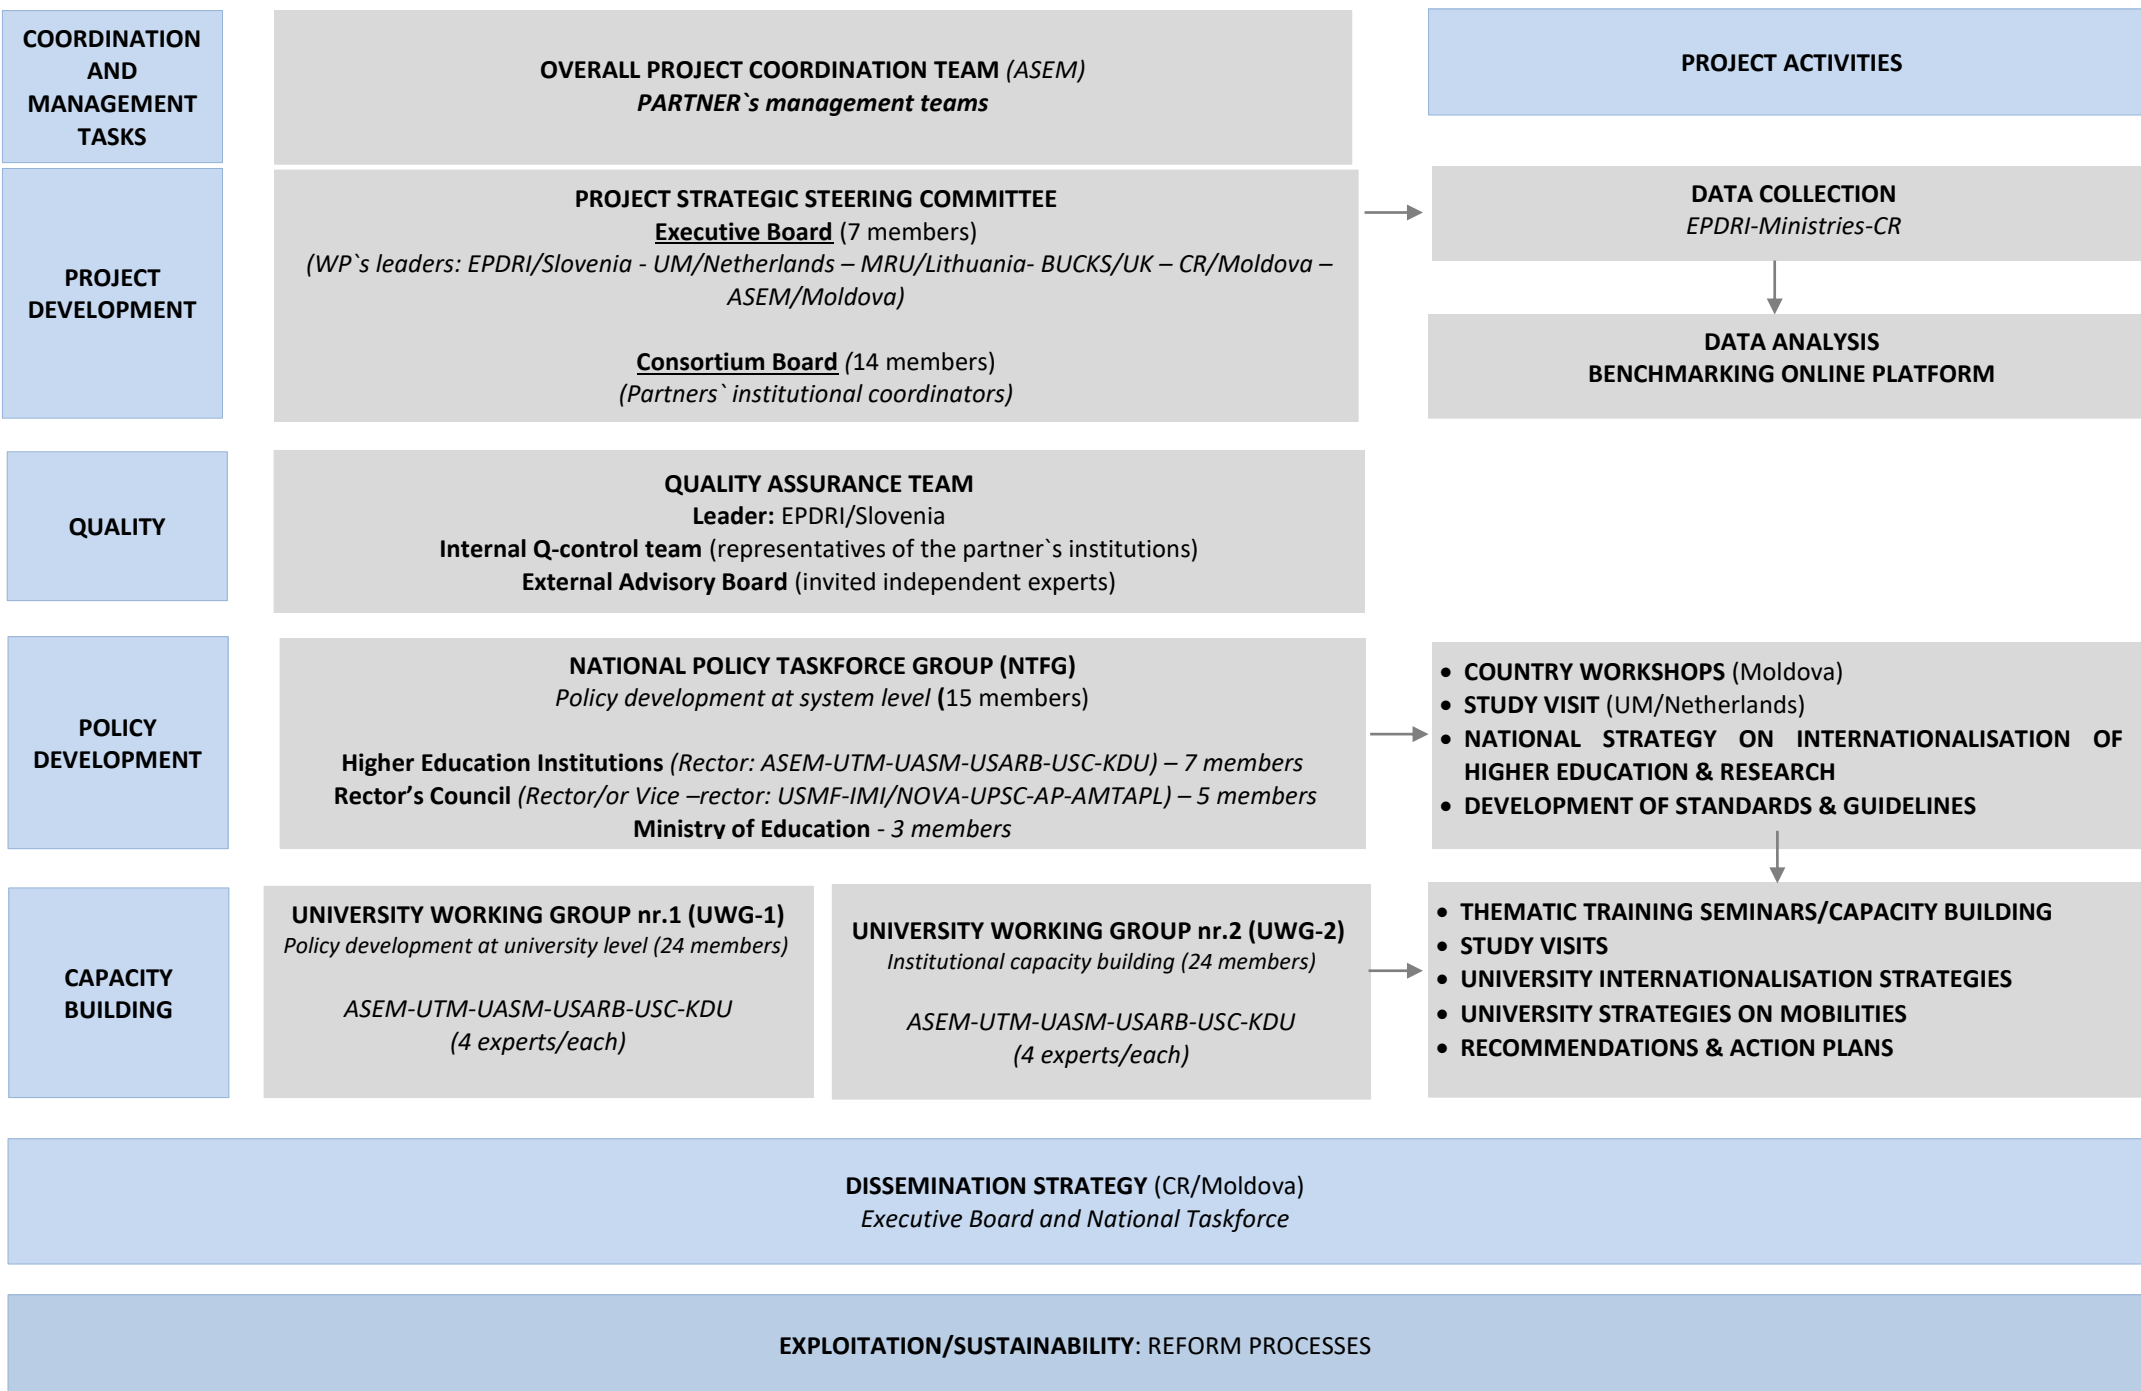 COORDINATION
AND
MANAGEMENT
TASKS
OVERALL PROJECT COORDINATION TEAM (ASEM)
PARTNER`s management teams
PROJECT ACTIVITIES
PROJECT
DEVELOPMENT
PROJECT STRATEGIC STEERING COMMITTEE
Executive Board (7 members)
(WP`s leaders: EPDRI/Slovenia - UM/Netherlands – MRU/Lithuania- BUCKS/UK – CR/Moldova –
ASEM/Moldova)
Consortium Board (14 members)
(Partners` institutional coordinators)
DATA COLLECTION
EPDRI-Ministries-CR
DATA ANALYSIS
BENCHMARKING ONLINE PLATFORM
QUALITY
QUALITY ASSURANCE TEAM
Leader: EPDRI/Slovenia
Internal Q-control team (representatives of the partner`s institutions)
External Advisory Board (invited independent experts)
POLICY
DEVELOPMENT
NATIONAL POLICY TASKFORCE GROUP (NTFG)
Policy development at system level (15 members)
Higher Education Institutions (Rector: ASEM-UTM-UASM-USARB-USC-KDU) – 7 members
Rector’s Council (Rector/or Vice –rector: USMF-IMI/NOVA-UPSC-AP-AMTAPL) – 5 members
Ministry of Education - 3 members
• COUNTRY WORKSHOPS (Moldova)
• STUDY VISIT (UM/Netherlands)
• NATIONAL STRATEGY ON INTERNATIONALISATION OF
HIGHER EDUCATION & RESEARCH
• DEVELOPMENT OF STANDARDS & GUIDELINES
CAPACITY
BUILDING
UNIVERSITY WORKING GROUP nr.1 (UWG-1)
Policy development at university level (24 members)
ASEM-UTM-UASM-USARB-USC-KDU
(4 experts/each)
UNIVERSITY WORKING GROUP nr.2 (UWG-2)
Institutional capacity building (24 members)
ASEM-UTM-UASM-USARB-USC-KDU
(4 experts/each)
• THEMATIC TRAINING SEMINARS/CAPACITY BUILDING
• STUDY VISITS
• UNIVERSITY INTERNATIONALISATION STRATEGIES
• UNIVERSITY STRATEGIES ON MOBILITIES
• RECOMMENDATIONS & ACTION PLANS
DISSEMINATION STRATEGY (CR/Moldova)
Executive Board and National Taskforce
EXPLOITATION/SUSTAINABILITY: REFORM PROCESSES